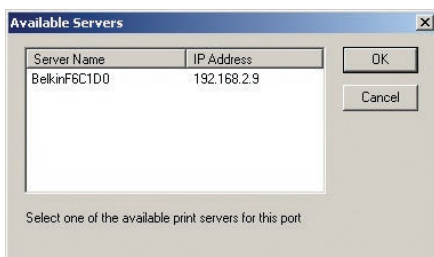 Available Servers
Server Name IP Address
BelkinF6C1D0 192.168.2.9
OK
Cancel
Select one of the available print servers for this port